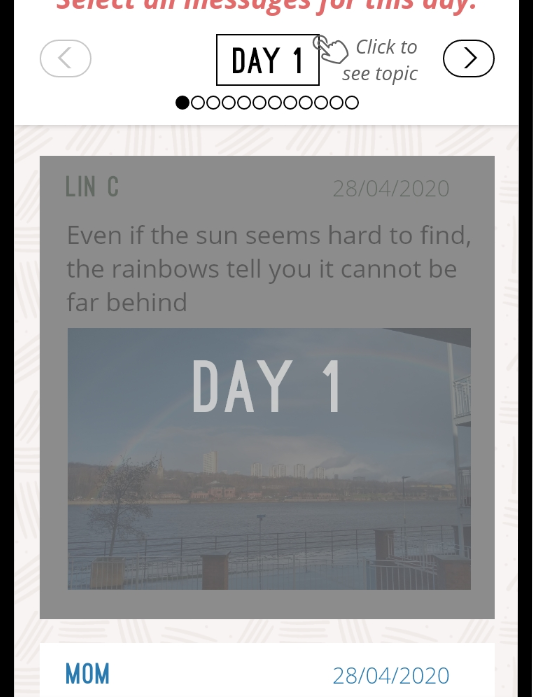 Select all messages for this day.
DAY 1
Click to
see topic
LIN C 28/04/2020
Even if the sun seems hard to find,
the rainbows tell you it cannot be
far behind
DAY 1
MOM 28/04/2020